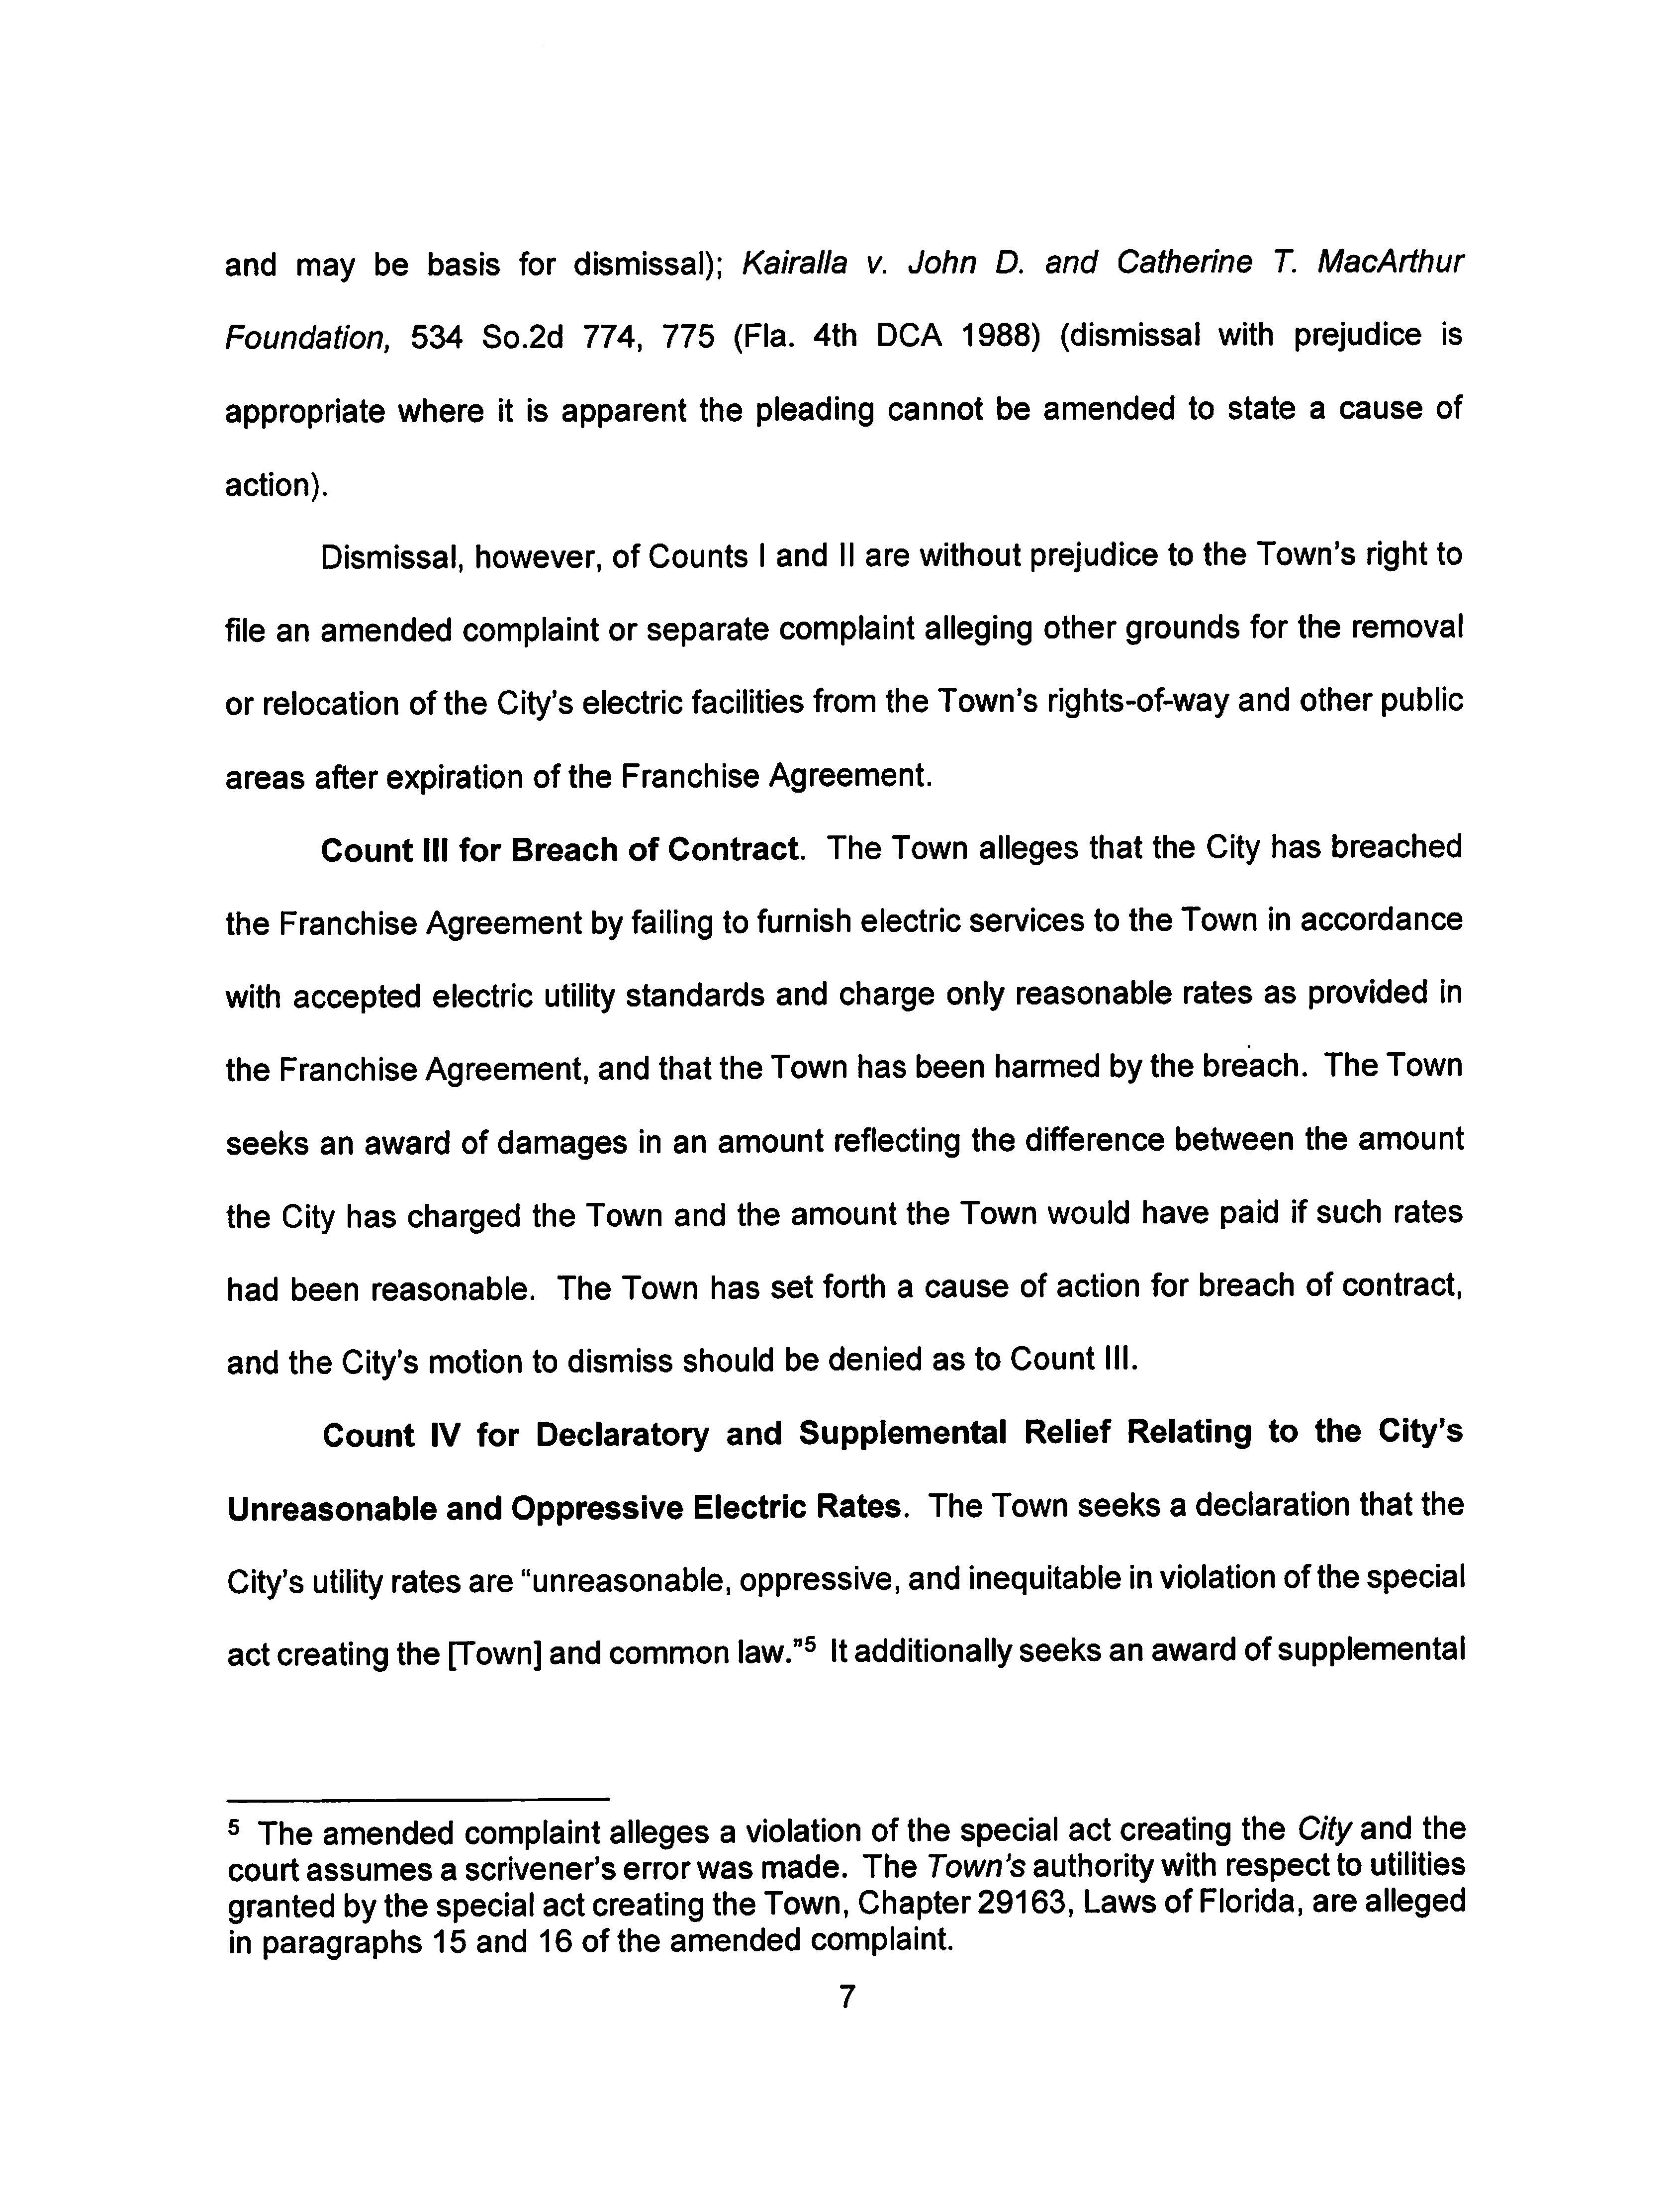 and may be basis for dismissal); Kairalla v. John D. and Catherine T. MacArthur
Foundation, 534 So.2d 774, 775 (Fla. 4th DCA 1988) (dismissal with prejudice is
appropriate where it is apparent the pleading cannot be amended to state a cause of
action).
Dismissal, however, of Counts I and II are without prejudice to the Town's right to
file an amended complaint or separate complaint alleging other grounds for the removal
or relocation of the City's electric facilities from the Town's rights-of-way and other public
areas after expiration of the Franchise Agreement.
Count III for Breach of Contract. The Town alleges that the City has breached
the Franchise Agreement by failing to furnish electric services to the Town in accordance
with accepted electric utility standards and charge only reasonable rates as provided in
the Franchise Agreement, and that the Town has been harmed by the breach. The Town
seeks an award of damages in an amount reflecting the difference between the amount
the City has charged the Town and the amount the Town would have paid if such rates
had been reasonable. The Town has set forth a cause of action for breach of contract,
and the City's motion to dismiss should be denied as to Count III.
Count IV for Declaratory and Supplemental Relief Relating to the City's
Unreasonable and Oppressive Electric Rates. The Town seeks a declaration that the
City's utility rates are "unreasonable, oppressive, and inequitable in violation of the special
act creating the [Town] and common law."5 It additionally seeks an award of supplemental
5 The amended complaint alleges a violation of the special act creating the City and the
court assumes a scrivener's error was made. The Town's authority with respect to utilities
granted by the special act creating the Town, Chapter 29163, Laws of Florida, are alleged
in paragraphs 15 and 16 of the amended complaint.
7